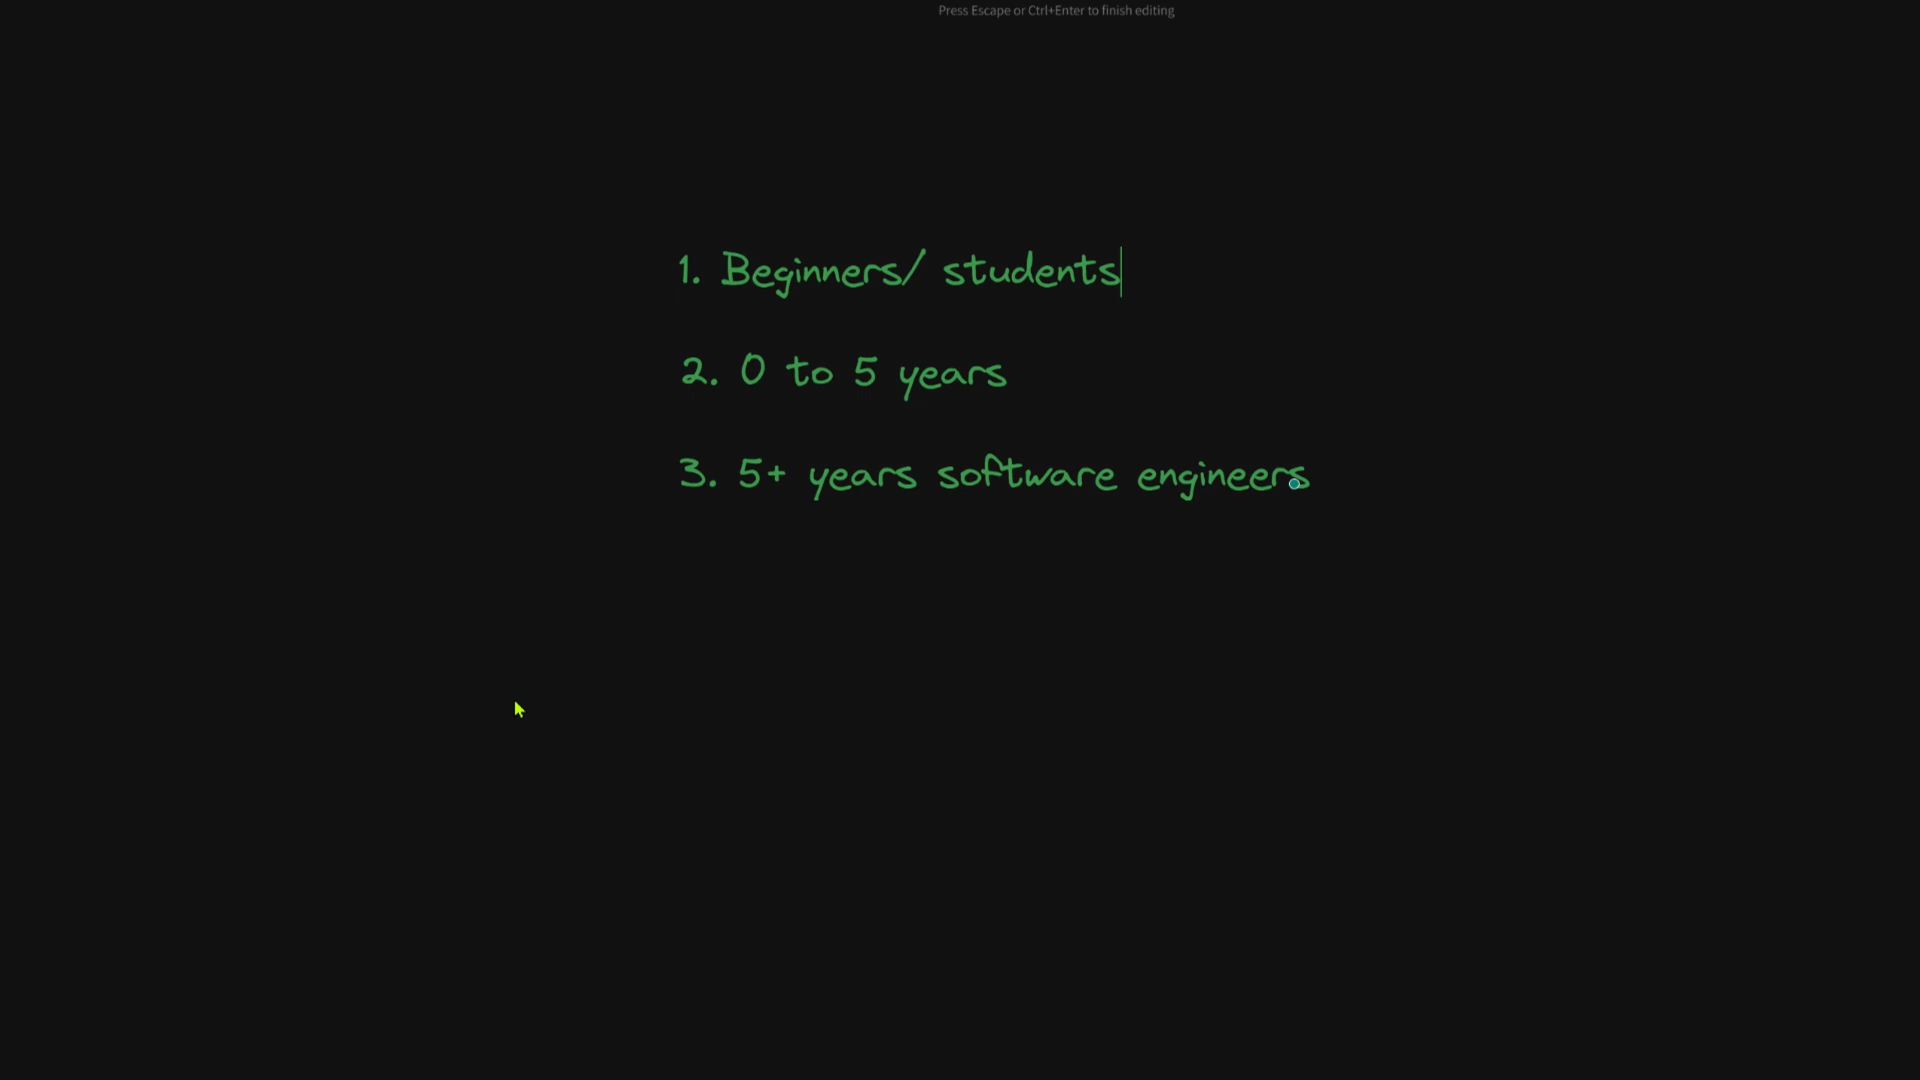 Press Escape or Ctrl+Enter to finish editing
1. Beginners/ students
2. 0 to 5 years
3. 5+ years software engineers